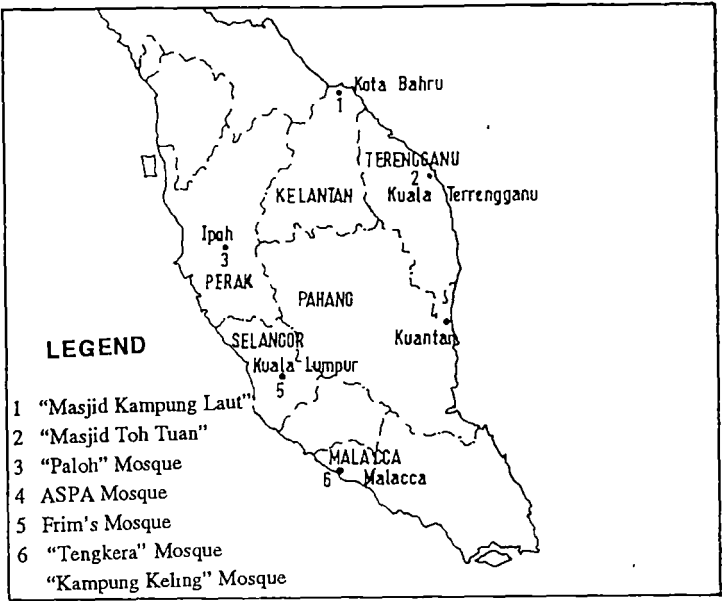 Kota Bahru
1
TERENGGANU
2
Kuala Terrengganu
KELANTAN
Ipoh
3
PERAK
PAHANG
4
Kuantan
SELANGOR
Kuala Lumpur
5
MALACCA
6 Malacca
LEGEND
1 "Masjid Kampung Laut"
2 "Masjid Toh Tuan"
3 "Paloh" Mosque
4 ASPA Mosque
5 Frim's Mosque
6 "Tengkera" Mosque
"Kampung Keling" Mosque